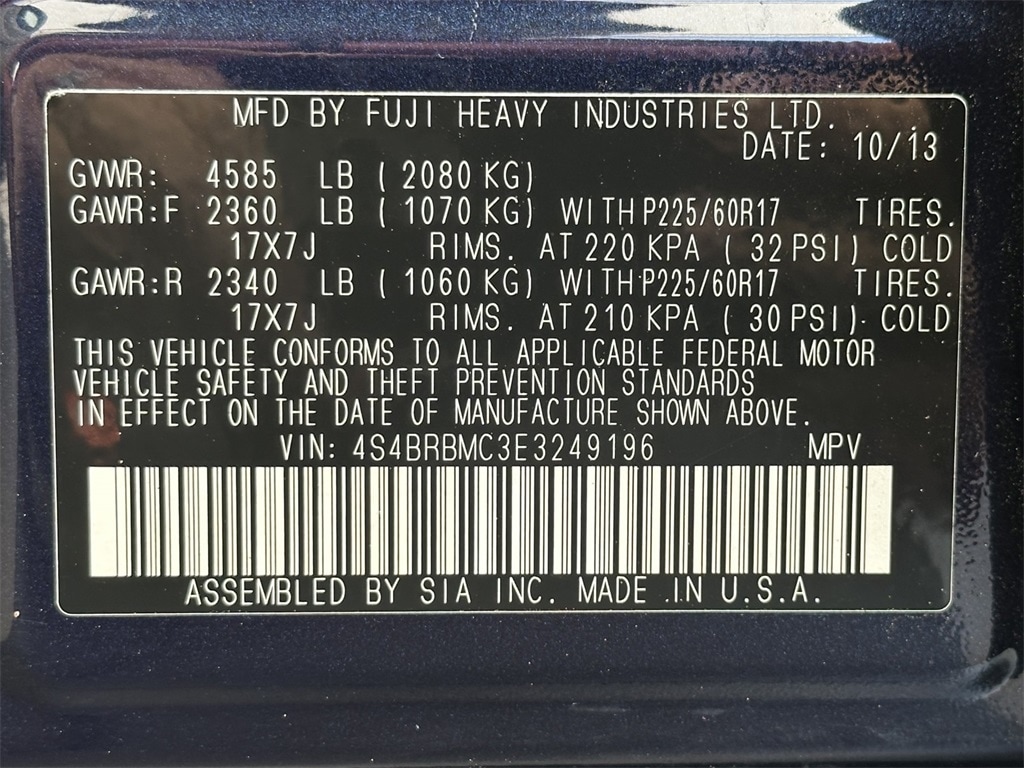 MFD BY FUJI HEAVY INDUSTRIES LTD.
DATE: 10/13
GVWR: 4585 LB ( 2080 KG)
GAWR:F 2360 LB ( 1070 KG) WITH P225/60R17 TIRES.
17X7J RIMS. AT 220 KPA ( 32 PSI) COLD
GAWR:R 2340 LB ( 1060 KG) WITH P225/60R17 TIRES.
17X7J RIMS. AT 210 KPA ( 30 PSI) COLD
THIS VEHICLE CONFORMS TO ALL APPLICABLE FEDERAL MOTOR
VEHICLE SAFETY AND THEFT PREVENTION STANDARDS
IN EFFECT ON THE DATE OF MANUFACTURE SHOWN ABOVE.
VIN: 4S4BRBMC3E3249196 MPV
ASSEMBLED BY SIA INC. MADE IN U.S.A.